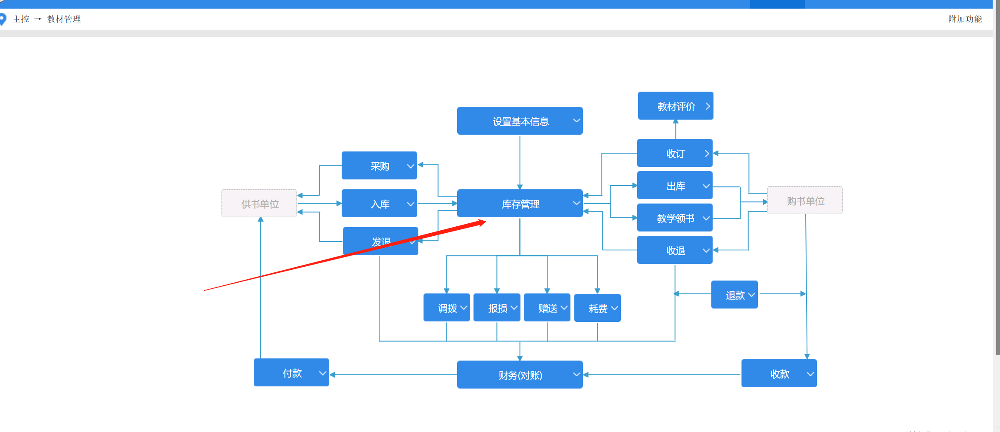 主控 → 教材管理
附加功能
教材评价
设置基本信息
收订
采购
出库
供书单位
入库
库存管理
购书单位
教学领书
发退
收退
退款
调拨
报损
赠送
耗费
付款
财务(对账)
收款